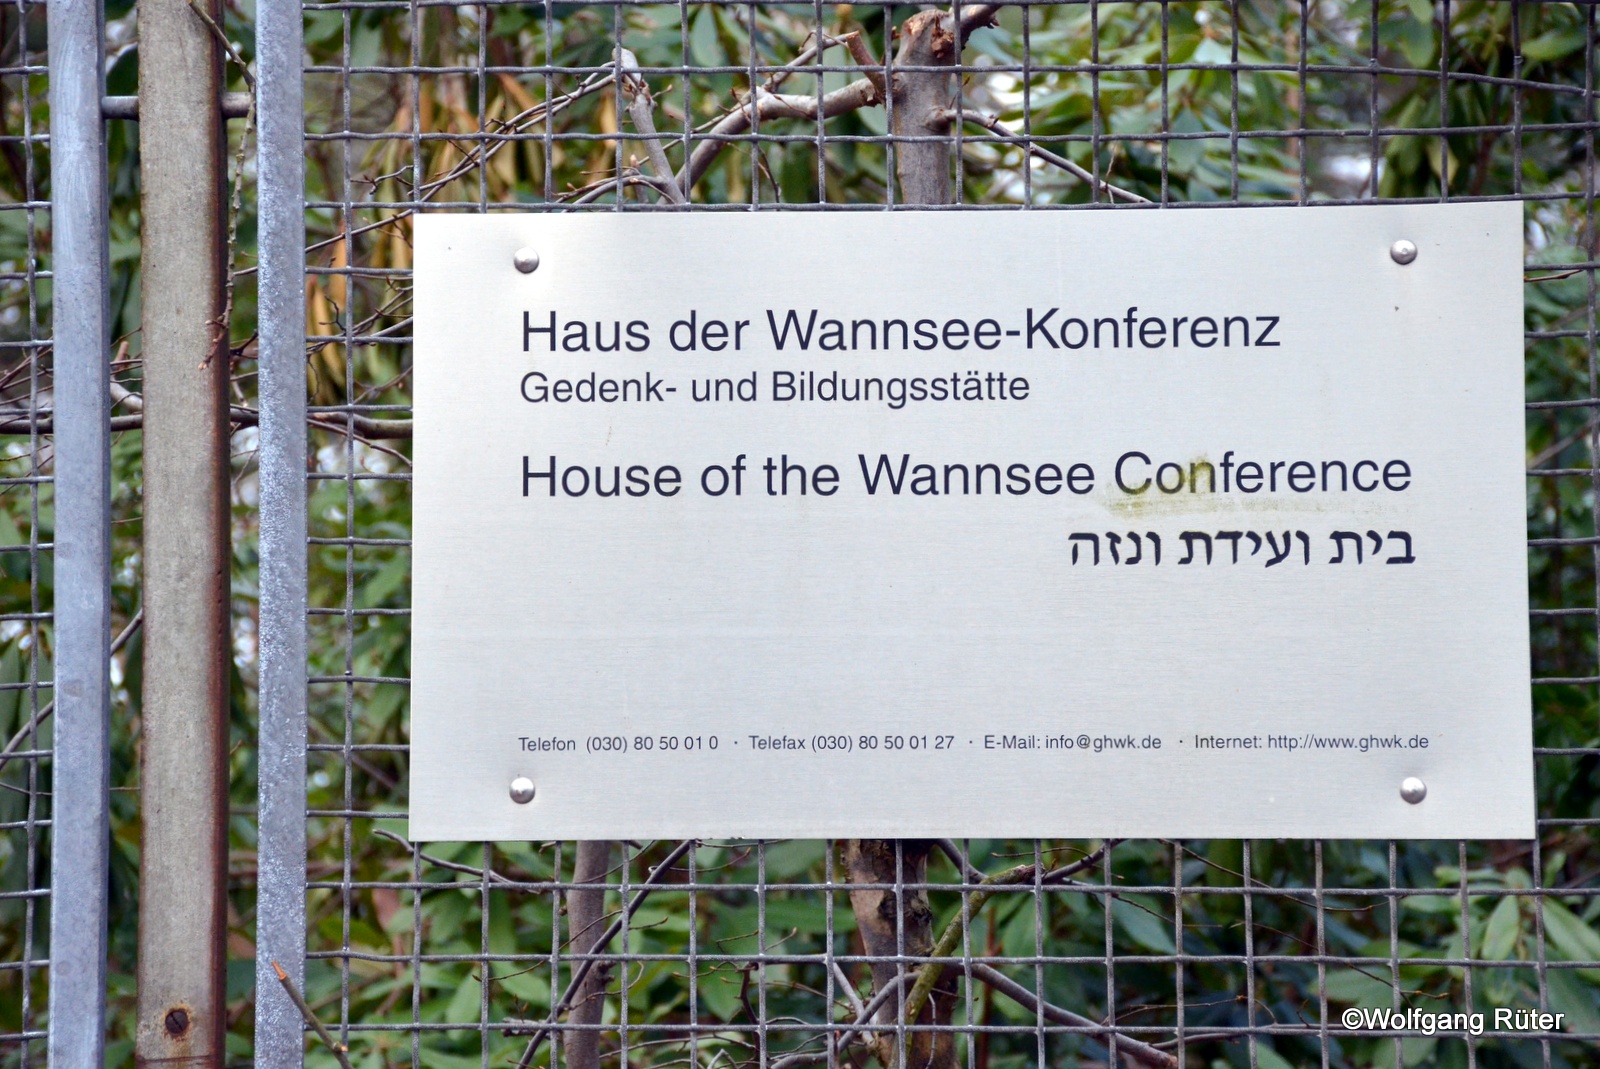 Haus der Wannsee-Konferenz
Gedenk- und Bildungsstätte
House of the Wannsee Conference
בית ועידת ונזה
Telefon (030) 80 50 01 0 · Telefax (030) 80 50 01 27 · E-Mail: info@ghwk.de · Internet: http://www.ghwk.de
©Wolfgang Rüter